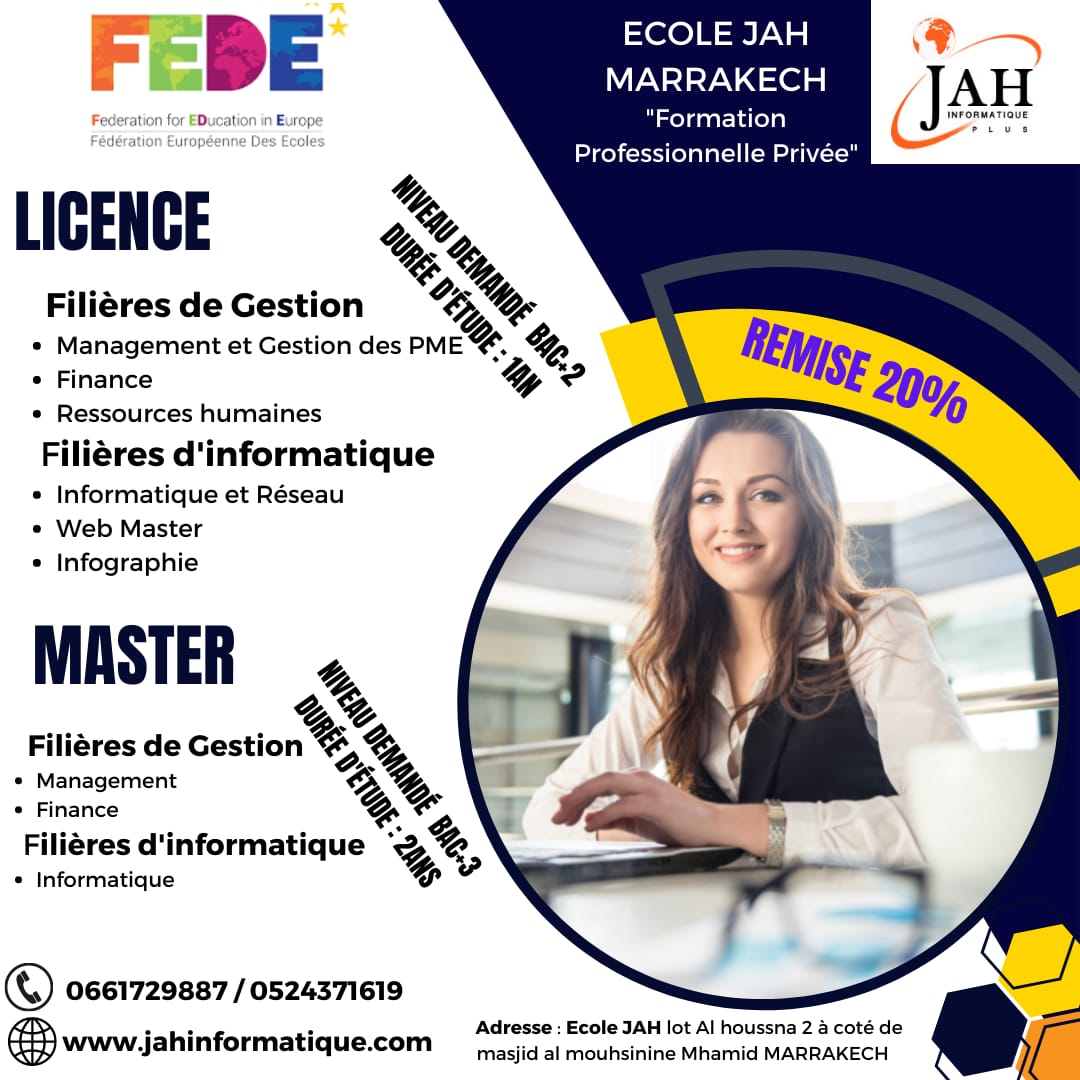 FEDE
Federation for EDucation in Europe
Fédération Européenne Des Ecoles
ECOLE JAH
MARRAKECH
"Formation
Professionnelle Privée"
JAH
INFORMATIQUE
PLUS
LICENCE
NIVEAU DEMANDÉ BAC+2
DURÉE D'ÉTUDE : 1AN
Filières de Gestion
Management et Gestion des PME
Finance
Ressources humaines
Filières d'informatique
Informatique et Réseau
Web Master
Infographie
REMISE 20%
MASTER
NIVEAU DEMANDÉ BAC+3
DURÉE D'ÉTUDE : 2ANS
Filières de Gestion
Management
Finance
Filières d'informatique
Informatique
0661729887 / 0524371619
www.jahinformatique.com
Adresse : Ecole JAH lot Al houssna 2 à coté de
masjid al mouhsinine Mhamid MARRAKECH